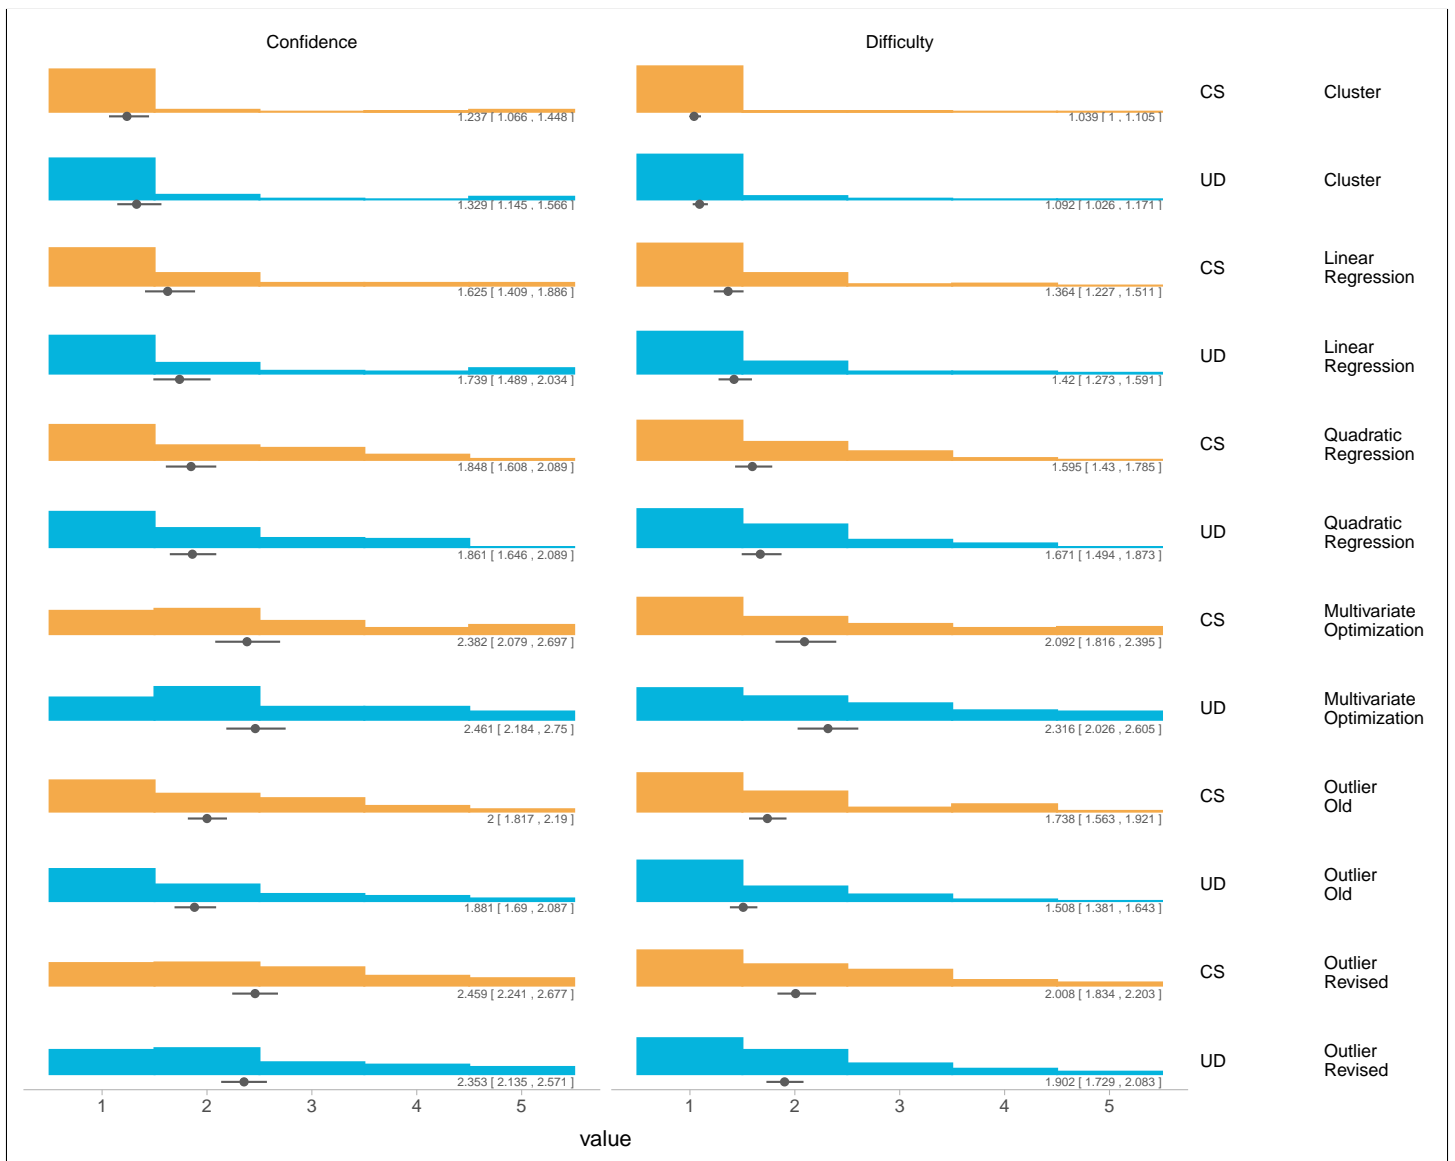 Confidence
Difficulty
1.237 [ 1.066 , 1.448 ]
1.039 [ 1 , 1.105 ]
CS
Cluster
1.329 [ 1.145 , 1.566 ]
1.092 [ 1.026 , 1.171 ]
UD
Cluster
1.625 [ 1.409 , 1.886 ]
1.364 [ 1.227 , 1.511 ]
CS
Linear
Regression
1.739 [ 1.489 , 2.034 ]
1.42 [ 1.273 , 1.591 ]
UD
Linear
Regression
1.848 [ 1.608 , 2.089 ]
1.595 [ 1.43 , 1.785 ]
CS
Quadratic
Regression
1.861 [ 1.646 , 2.089 ]
1.671 [ 1.494 , 1.873 ]
UD
Quadratic
Regression
2.382 [ 2.079 , 2.697 ]
2.092 [ 1.816 , 2.395 ]
CS
Multivariate
Optimization
2.461 [ 2.184 , 2.75 ]
2.316 [ 2.026 , 2.605 ]
UD
Multivariate
Optimization
2 [ 1.817 , 2.19 ]
1.738 [ 1.563 , 1.921 ]
CS
Outlier
Old
1.881 [ 1.69 , 2.087 ]
1.508 [ 1.381 , 1.643 ]
UD
Outlier
Old
2.459 [ 2.241 , 2.677 ]
2.008 [ 1.834 , 2.203 ]
CS
Outlier
Revised
2.353 [ 2.135 , 2.571 ]
1.902 [ 1.729 , 2.083 ]
UD
Outlier
Revised
1 2 3 4 5
1 2 3 4 5
value